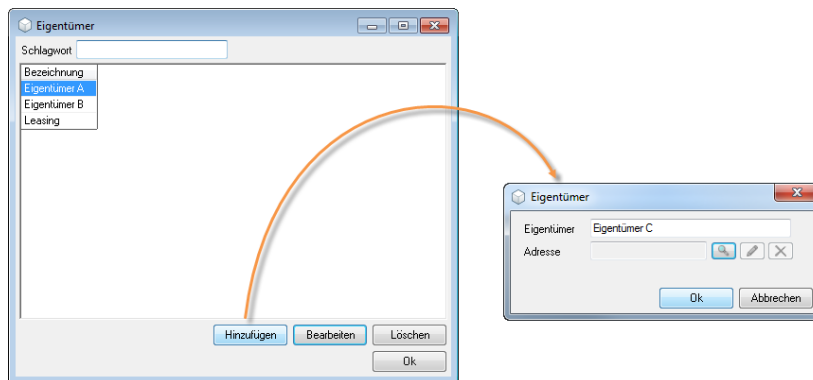 Eigentümer
Schlagwort
Bezeichnung
Eigentümer A
Eigentümer B
Leasing
Hinzufügen Bearbeiten Löschen
Ok
Eigentümer
Eigentümer Eigentümer C
Adresse
Ok Abbrechen